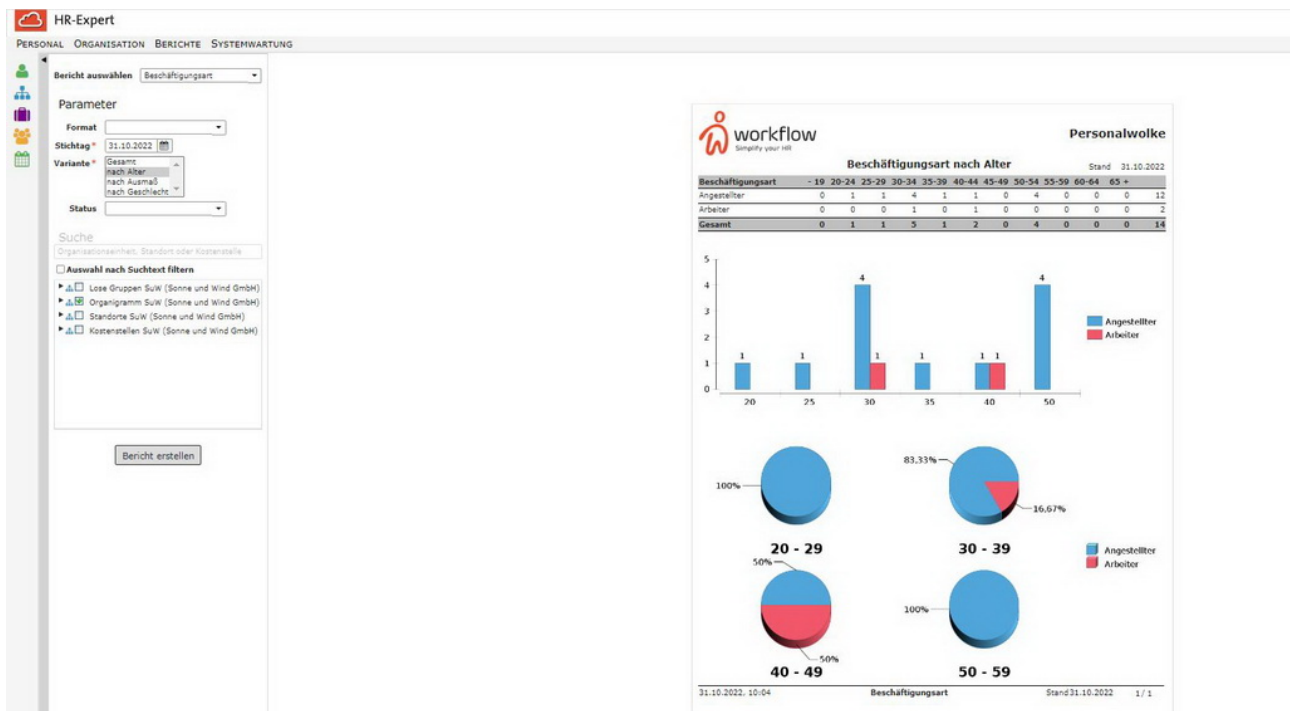 HR-Expert
PERSONAL ORGANISATION BERICHTE SYSTEMWARTUNG
Bericht auswählen Beschäftigungsart
Parameter
Format
Stichtag* 31.10.2022
Variante* Gesamt
nach Alter
nach Ausmaß
nach Geschlecht
Status
Suche
Organisationseinheit, Standort oder Kostenstelle
Auswahl nach Suchtext filtern
Lose Gruppen SuW (Sonne und Wind GmbH)
Organigramm SuW (Sonne und Wind GmbH)
Standorte SuW (Sonne und Wind GmbH)
Kostenstellen SuW (Sonne und Wind GmbH)
Bericht erstellen
workflow
Simplify your HR
Personalwolke
Beschäftigungsart nach Alter Stand 31.10.2022
Beschäftigungsart - 19 20-24 25-29 30-34 35-39 40-44 45-49 50-54 55-59 60-64 65 +
Angestellter 0 1 1 4 1 1 0 4 0 0 0 12
Arbeiter 0 0 0 1 0 1 0 0 0 0 0 2
Gesamt 0 1 1 5 1 2 0 4 0 0 0 14
5
4
3
2
1
0
1 1 4 1 1 1 1 4
20 25 30 35 40 50
Angestellter
Arbeiter
100%
20 - 29
83,33%
16,67%
30 - 39
Angestellter
Arbeiter
50%
50%
40 - 49
100%
50 - 59
31.10.2022, 10:04 Beschäftigungsart Stand 31.10.2022 1/ 1